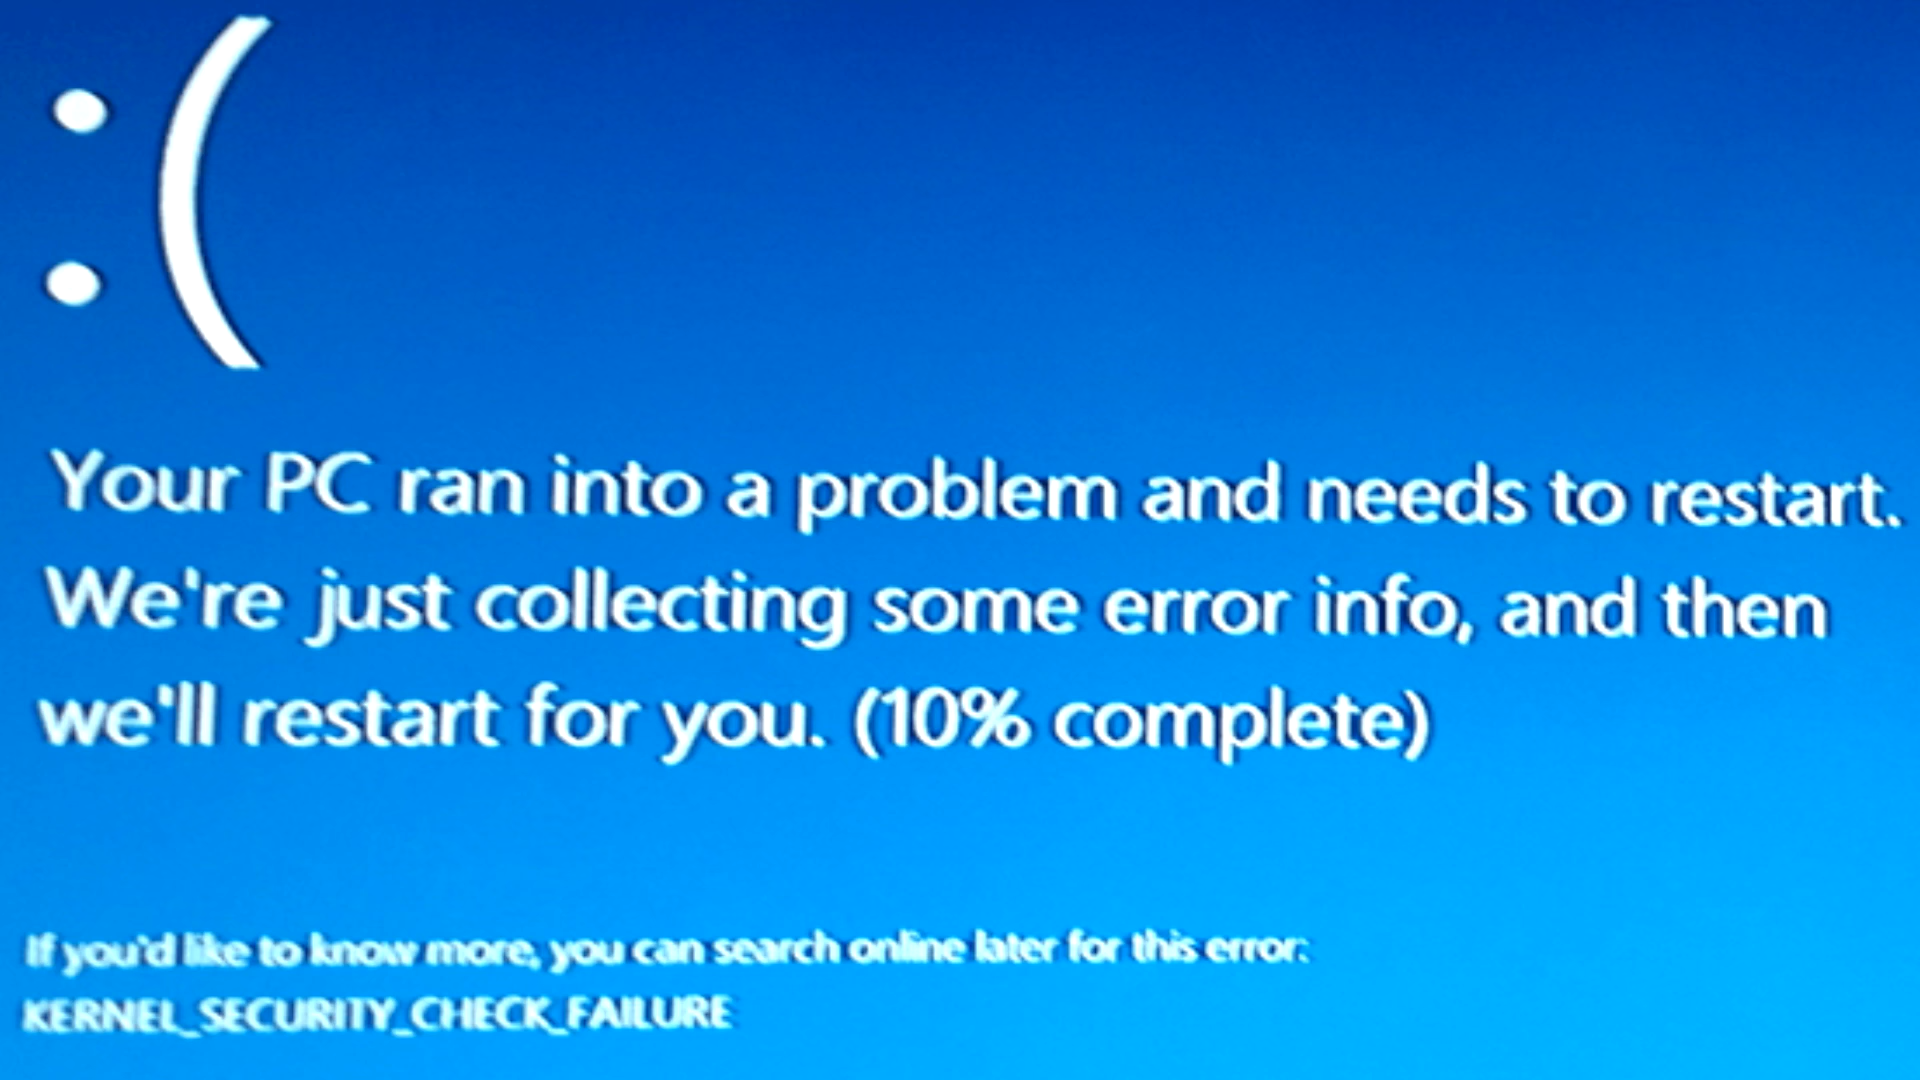 :(
Your PC ran into a problem and needs to restart.
We're just collecting some error info, and then
we'll restart for you. (10% complete)
If you'd like to know more, you can search online later for this error:
KERNEL_SECURITY_CHECK_FAILURE